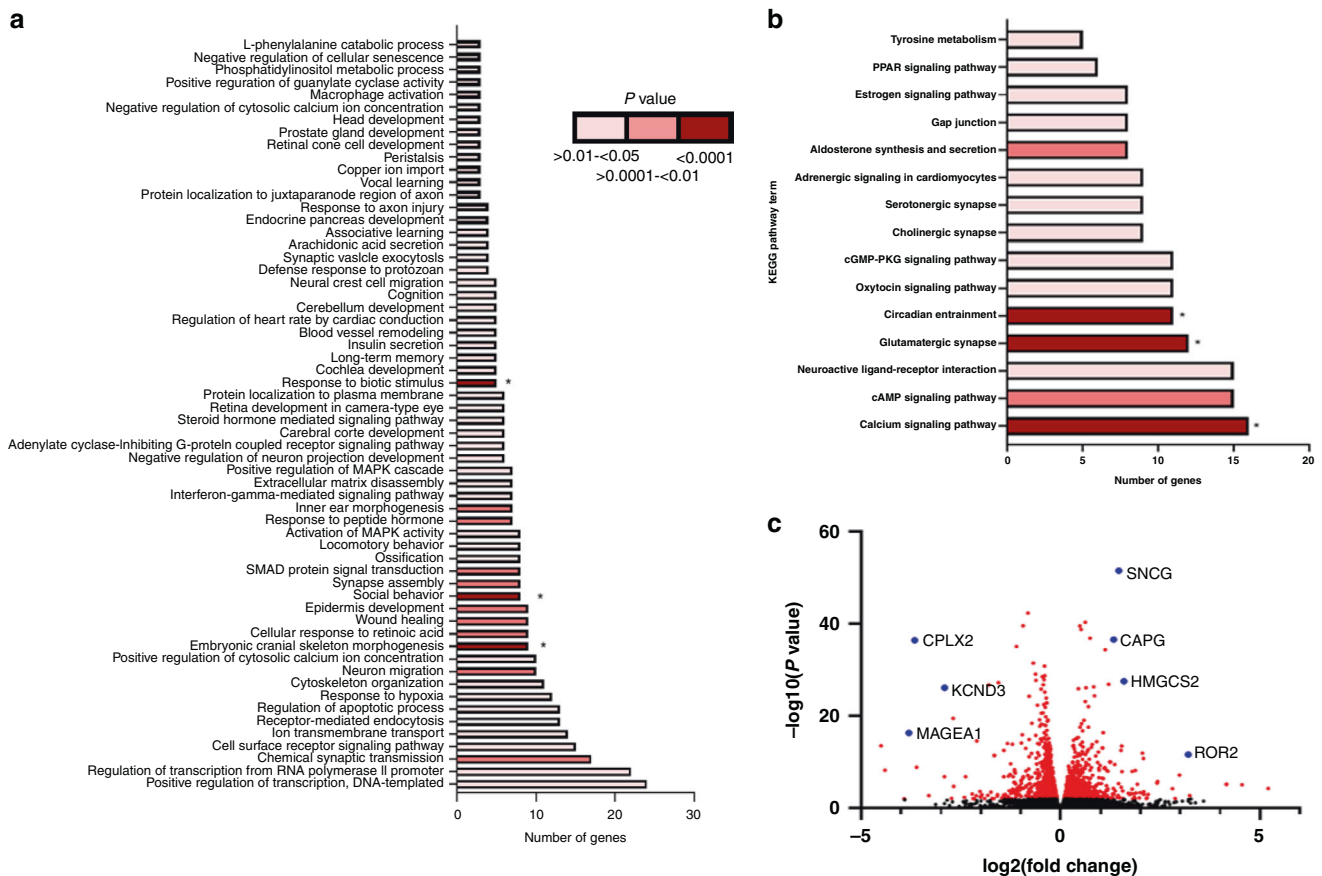 a
L-phenylalanine catabolic process
Negative regulation of cellular senescence
Phosphatidylinositol metabolic process
Positive reguration of guanylate cyclase activity
Macrophage activation
Negative regulation of cytosolic calcium ion concentration
Head development
Prostate gland development
Retinal cone cell development
Peristalsis
Copper ion import
Vocal learning
Protein localization to juxtaparanode region of axon
Response to axon injury
Endocrine pancreas development
Associative learning
Arachidonic acid secretion
Synaptic vaslcle exocytosis
Defense response to protozoan
Neural crest cell migration
Cognition
Cerebellum development
Regulation of heart rate by cardiac conduction
Blood vessel remodeling
Insulin secretion
Long-term memory
Cochlea development
Response to biotic stimulus *
Protein localization to plasma membrane
Retina development in camera-type eye
Steroid hormone mediated signaling pathway
Carebral corte development
Adenylate cyclase-lnhibiting G-protein coupled receptor signaling pathway
Negative regulation of neuron projection development
Positive regulation of MAPK cascade
Extracellular matrix disassembly
Interferon-gamma-mediated signaling pathway
Inner ear morphogenesis
Response to peptide hormone
Activation of MAPK activity
Locomotory behavior
Ossification
SMAD protein signal transduction
Synapse assembly
Social behavior *
Epidermis development
Wound healing
Cellular response to retinoic acid
Embryonic cranial skeleton morphogenesis *
Positive regulation of cytosolic calcium ion concentration
Neuron migration
Cytoskeleton organization
Response to hypoxia
Regulation of apoptotic process
Receptor-mediated endocytosis
Ion transmembrane transport
Cell surface receptor signaling pathway
Chemical synaptic transmission
Regulation of transcription from RNA polymerase II promoter
Positive regulation of transcription, DNA-templated
0 10 20 30
Number of genes
P value
>0.01-<0.05 <0.0001
>0.0001-<0.01
b
KEGG pathway term
Tyrosine metabolism
PPAR signaling pathway
Estrogen signaling pathway
Gap junction
Aldosterone synthesis and secretion
Adrenergic signaling in cardiomyocytes
Serotonergic synapse
Cholinergic synapse
cGMP-PKG signaling pathway
Oxytocin signaling pathway
Circadian entrainment *
Glutamatergic synapse *
Neuroactive ligand-receptor interaction
cAMP signaling pathway
Calcium signaling pathway *
0 5 10 15 20
Number of genes
c
–log10(P value)
60
40
20
0
SNCG
CPLX2
CAPG
KCND3
HMGCS2
MAGEA1
ROR2
–5 0 5
log2(fold change)